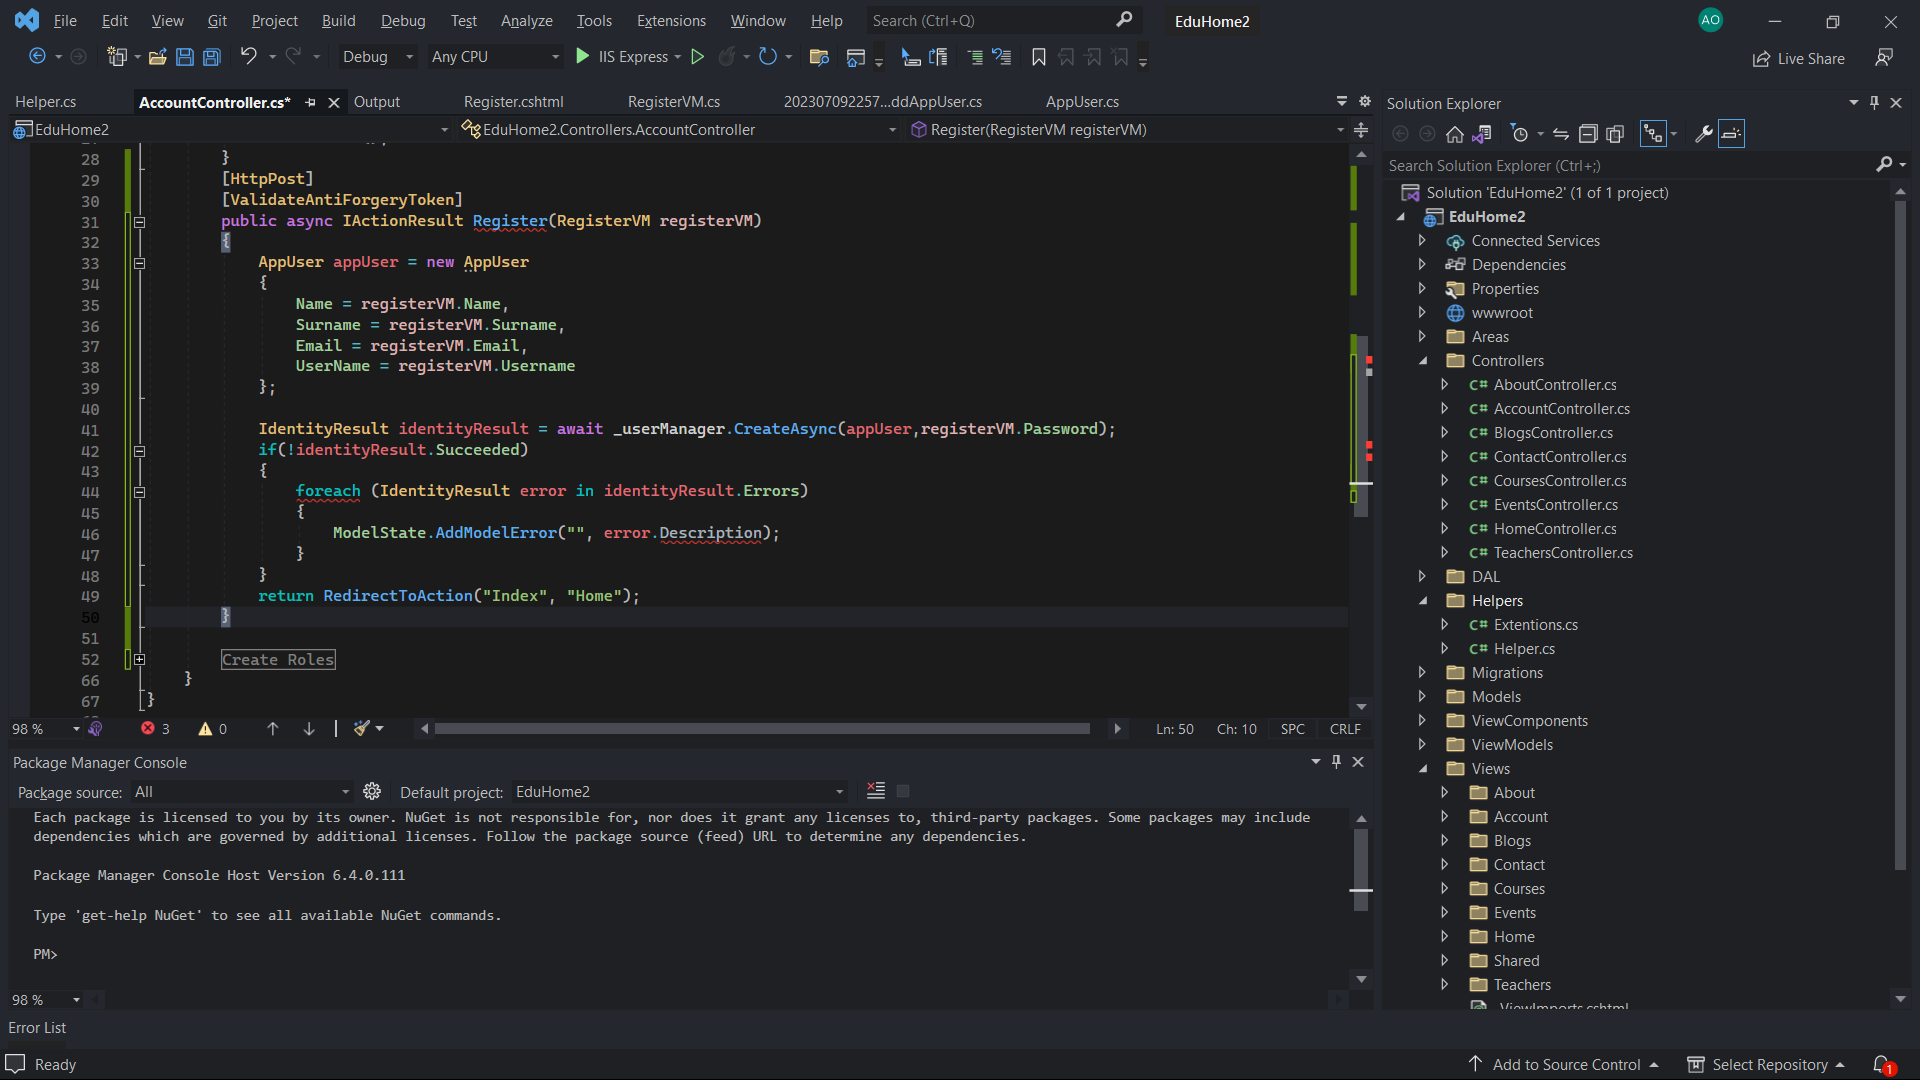 File Edit View Git Project Build Debug Test Analyze Tools Extensions Window Help Search (Ctrl+Q) EduHome2 AO
Debug Any CPU IIS Express Live Share
Helper.cs AccountController.cs* Output Register.cshtml RegisterVM.cs 202307092257...ddAppUser.cs AppUser.cs
EduHome2 EduHome2.Controllers.AccountController Register(RegisterVM registerVM)
28 }
29 [HttpPost]
30 [ValidateAntiForgeryToken]
31 public async IActionResult Register(RegisterVM registerVM)
32 {
33 AppUser appUser = new AppUser
34 {
35 Name = registerVM.Name,
36 Surname = registerVM.Surname,
37 Email = registerVM.Email,
38 UserName = registerVM.Username
39 };
40
41 IdentityResult identityResult = await _userManager.CreateAsync(appUser,registerVM.Password);
42 if(!identityResult.Succeeded)
43 {
44 foreach (IdentityResult error in identityResult.Errors)
45 {
46 ModelState.AddModelError("", error.Description);
47 }
48 }
49 return RedirectToAction("Index", "Home");
50 }
51
52 Create Roles
66 }
67 }
98 % 3 0 Ln: 50 Ch: 10 SPC CRLF
Package Manager Console
Package source: All Default project: EduHome2
Each package is licensed to you by its owner. NuGet is not responsible for, nor does it grant any licenses to, third-party packages. Some packages may include
dependencies which are governed by additional licenses. Follow the package source (feed) URL to determine any dependencies.
Package Manager Console Host Version 6.4.0.111
Type 'get-help NuGet' to see all available NuGet commands.
PM>
98 %
Error List
Solution Explorer
Search Solution Explorer (Ctrl+;)
Solution 'EduHome2' (1 of 1 project)
EduHome2
Connected Services
Dependencies
Properties
wwwroot
Areas
Controllers
C# AboutController.cs
C# AccountController.cs
C# BlogsController.cs
C# ContactController.cs
C# CoursesController.cs
C# EventsController.cs
C# HomeController.cs
C# TeachersController.cs
DAL
Helpers
C# Extentions.cs
C# Helper.cs
Migrations
Models
ViewComponents
ViewModels
Views
About
Account
Blogs
Contact
Courses
Events
Home
Shared
Teachers
_ViewImports.cshtml
Ready Add to Source Control Select Repository 1